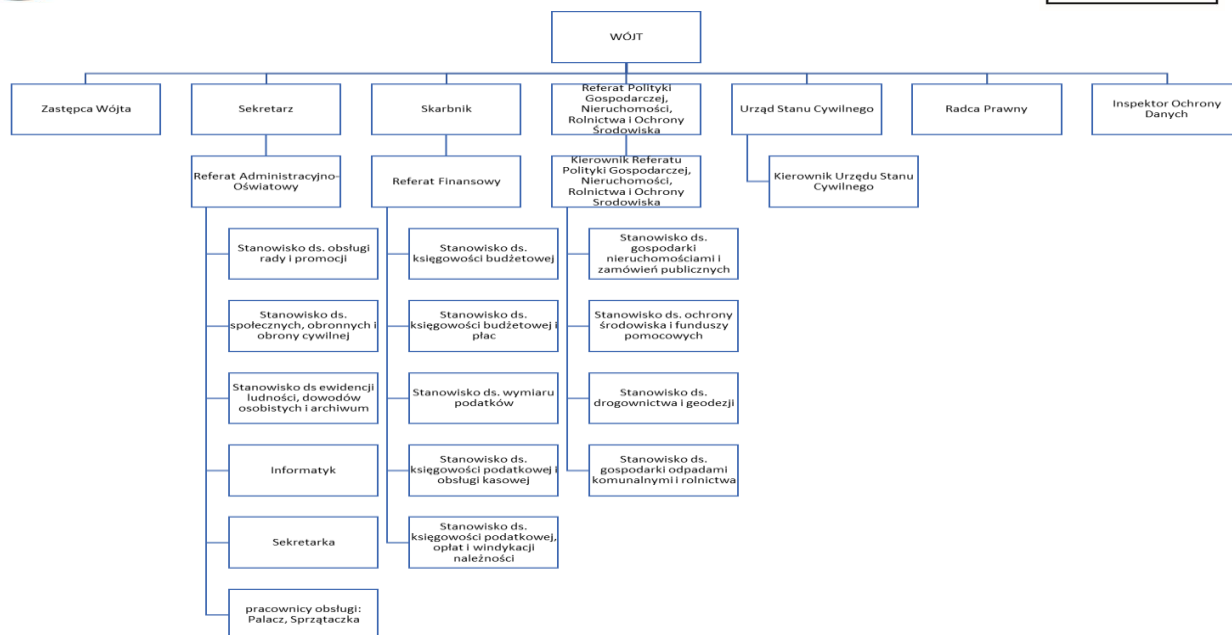 WÓJT
Zastępca Wójta
Sekretarz
Skarbnik
Referat Polityki
Gospodarczej,
Nieruchomości,
Rolnictwa i Ochrony
Środowiska
Urząd Stanu Cywilnego
Radca Prawny
Inspektor Ochrony
Danych
Referat Administracyjno-
Oświatowy
Referat Finansowy
Kierownik Referatu
Polityki Gospodarczej,
Nieruchomości,
Rolnictwa i Ochrony
Srodowiska
Kierownik Urzędu Stanu
Cywilnego
Stanowisko ds. obsługi
rady i promocji
Stanowisko ds.
społecznych, obronnych i
obrony cywilnej
Stanowisko ds ewidencji
ludności, dowodów
osobistych i archiwum
Informatyk
Sekretarka
pracownicy obsługi:
Palacz, Sprzątaczka
Stanowisko ds.
księgowości budżetowej
Stanowisko ds.
księgowości budżetowej i
płac
Stanowisko ds. wymiaru
podatków
Stanowisko ds.
księgowości podatkowej i
obsługi kasowej
Stanowisko ds.
księgowości podatkowej,
opłat i windykacji
należności
Stanowisko ds.
gospodarki
nieruchomościami i
zamówień publicznych
Stanowisko ds. ochrony
środowiska i funduszy
pomocowych
Stanowisko ds.
drogownictwa i geodezji
Stanowisko ds.
gospodarki odpadami
komunalnymi i rolnictwa